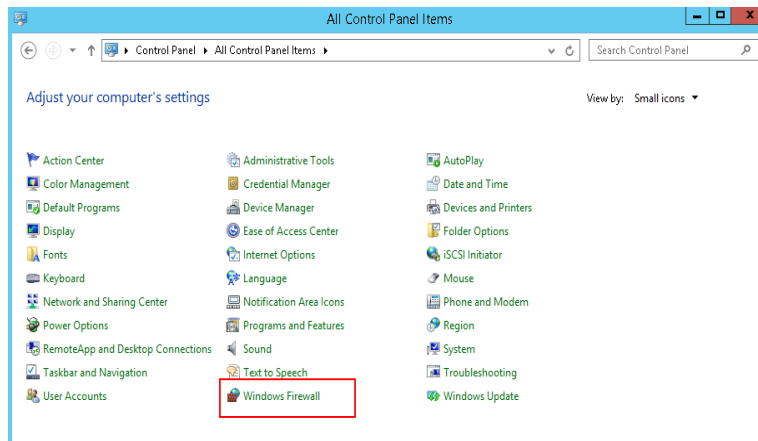 All Control Panel Items
Control Panel All Control Panel Items Search Control Panel
Adjust your computer's settings View by: Small icons
Action Center Administrative Tools AutoPlay
Color Management Credential Manager Date and Time
Default Programs Device Manager Devices and Printers
Display Ease of Access Center Folder Options
Fonts Internet Options iSCSI Initiator
Keyboard Language Mouse
Network and Sharing Center Notification Area Icons Phone and Modem
Power Options Programs and Features Region
RemoteApp and Desktop Connections Sound System
Taskbar and Navigation Text to Speech Troubleshooting
User Accounts Windows Firewall Windows Update